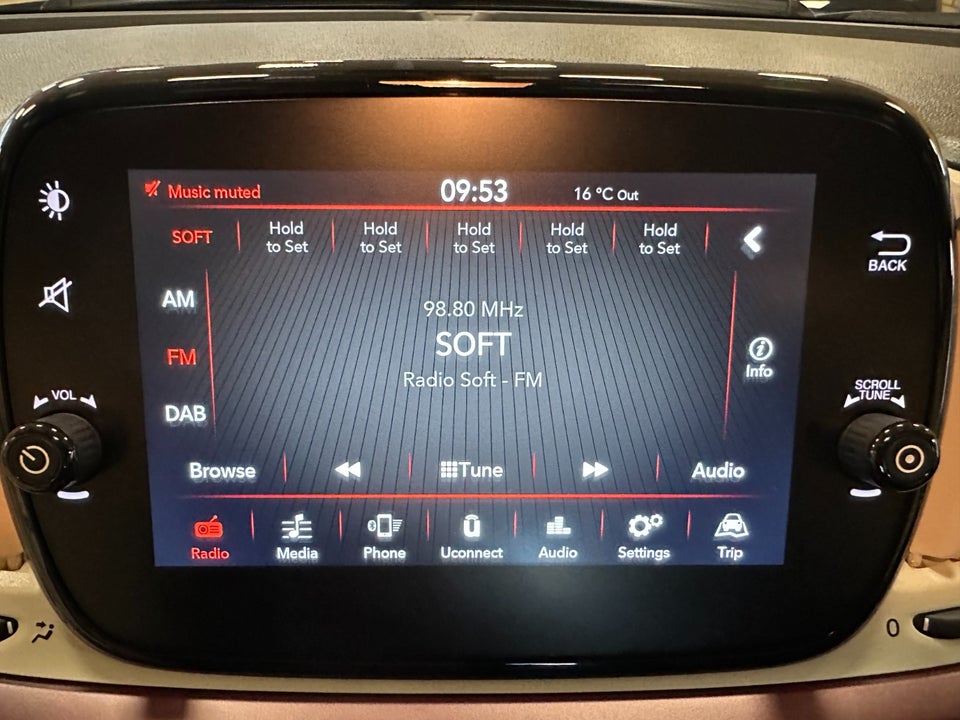 Music muted 09:53 16 °C Out
SOFT Hold to Set Hold to Set Hold to Set Hold to Set Hold to Set
BACK
AM
98.80 MHz
SOFT
FM
Info
Radio Soft - FM
VOL
SCROLL
TUNE
DAB
Browse Tune Audio
Radio Media Phone Uconnect Audio Settings Trip
0